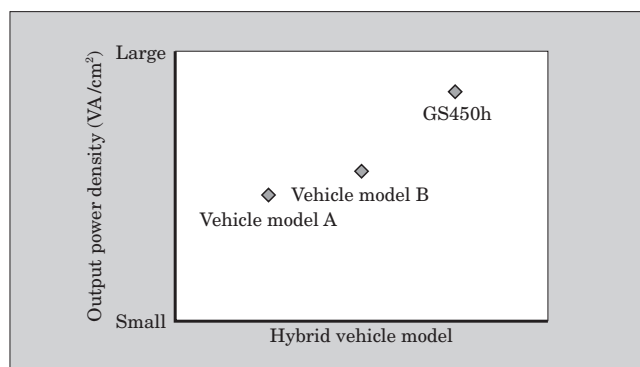 Large
Output power density (VA/cm²)
GS450h
Vehicle model B
Vehicle model A
Small
Hybrid vehicle model